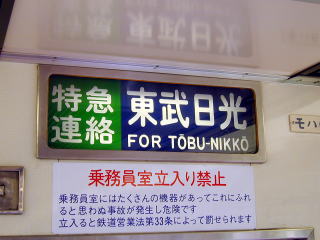 特急
連絡
東武日光
FOR TŌBU-NIKKŌ
モハ
乗務員室立入り禁止
乗務員室にはたくさんの機器があってこれにふれ
ると思わぬ事故が発生し危険です
立入ると鉄道営業法第33条によって罰せられます